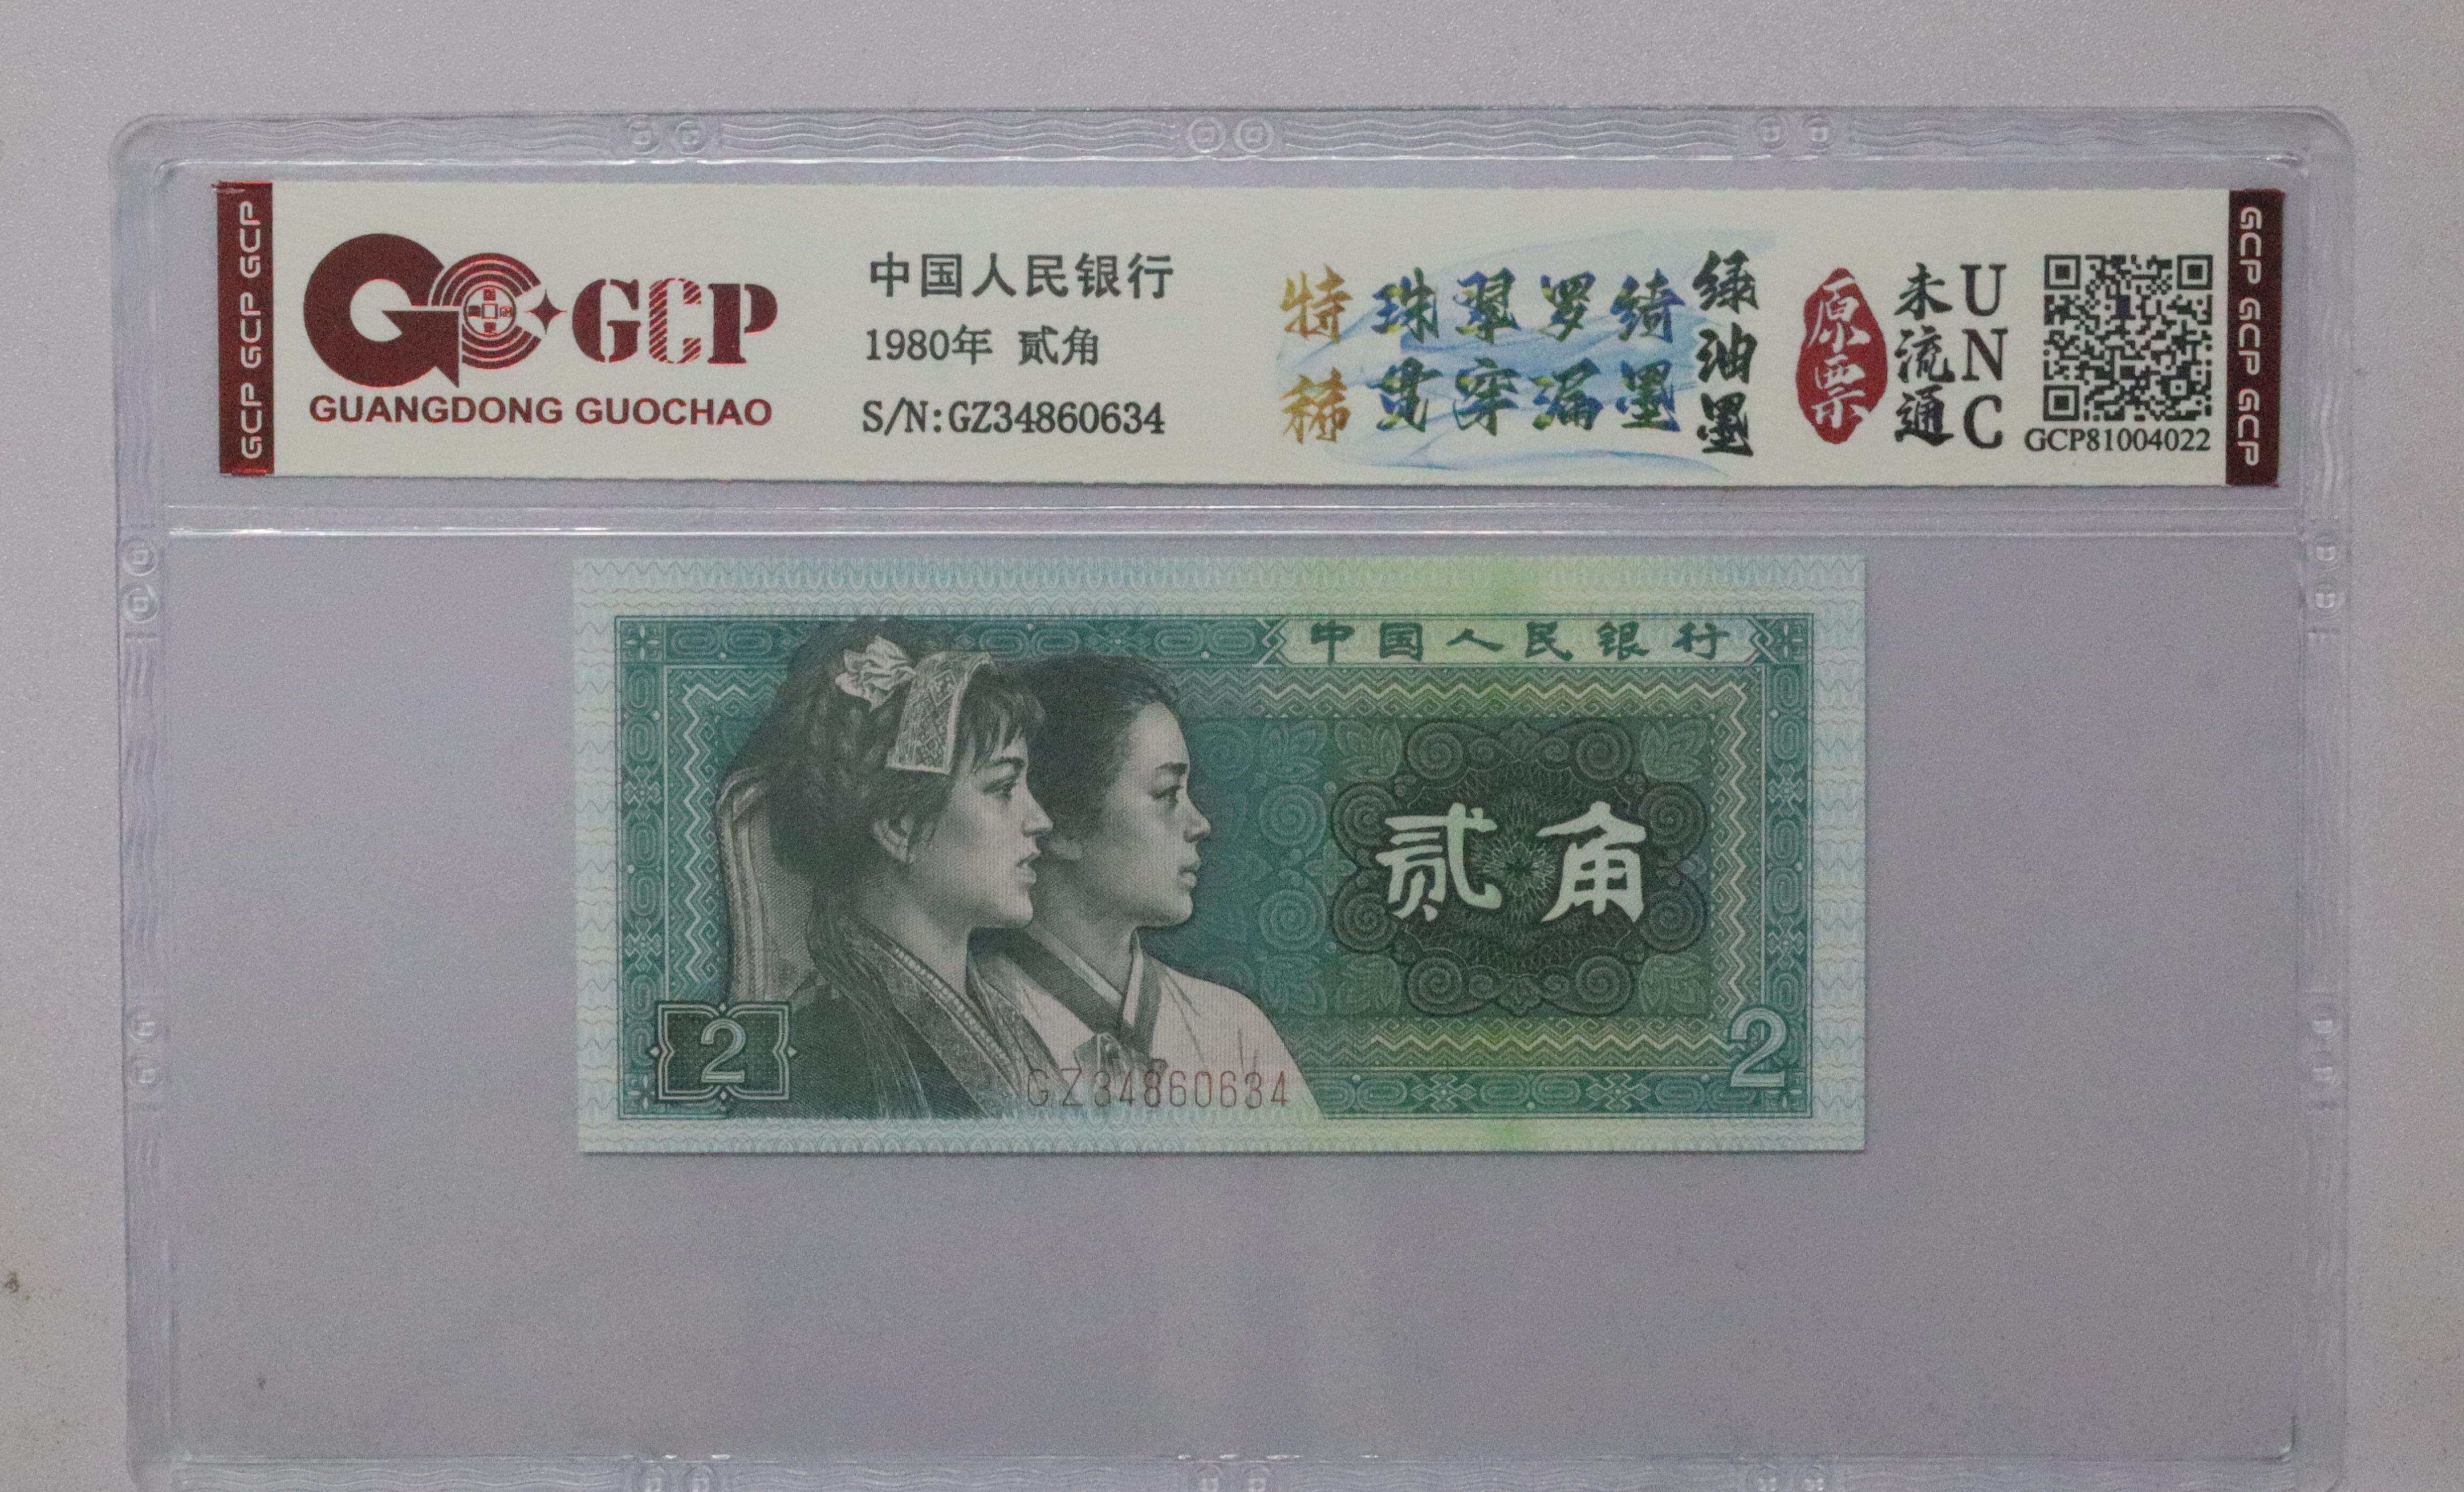 GCP GCP GCP
GCP
GUANGDONG GUOCHAO
中国人民银行
1980年 贰角
S/N:GZ34860634
特稀
珠翠罗绮
贯穿漏墨
绿油墨
原票
未流通
UNC
GCP81004022
GCP GCP GCP
中国人民银行
贰角
2
GZ34860634
2